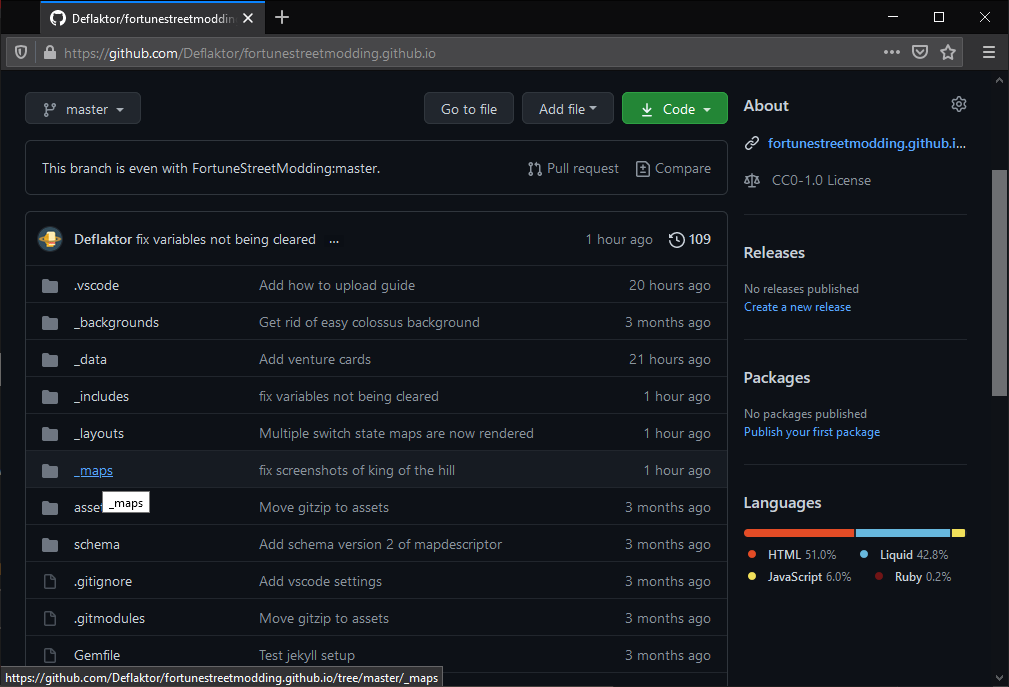 Deflaktor/fortunestreetmoddin
https://github.com/Deflaktor/fortunestreetmodding.github.io
master
Go to file
Add file
Code
This branch is even with FortuneStreetModding:master.
Pull request
Compare
Deflaktor fix variables not being cleared ...
1 hour ago
109
.vscode Add how to upload guide 20 hours ago
_backgrounds Get rid of easy colossus background 3 months ago
_data Add venture cards 21 hours ago
_includes fix variables not being cleared 1 hour ago
_layouts Multiple switch state maps are now rendered 1 hour ago
_maps fix screenshots of king of the hill 1 hour ago
_maps
Move gitzip to assets 3 months ago
schema Add schema version 2 of mapdescriptor 3 months ago
.gitignore Add vscode settings 3 months ago
.gitmodules Move gitzip to assets 3 months ago
Gemfile Test jekyll setup 3 months ago
https://github.com/Deflaktor/fortunestreetmodding.github.io/tree/master/_maps
About
fortunestreetmodding.github.i...
CC0-1.0 License
Releases
No releases published
Create a new release
Packages
No packages published
Publish your first package
Languages
HTML 51.0%
Liquid 42.8%
JavaScript 6.0%
Ruby 0.2%